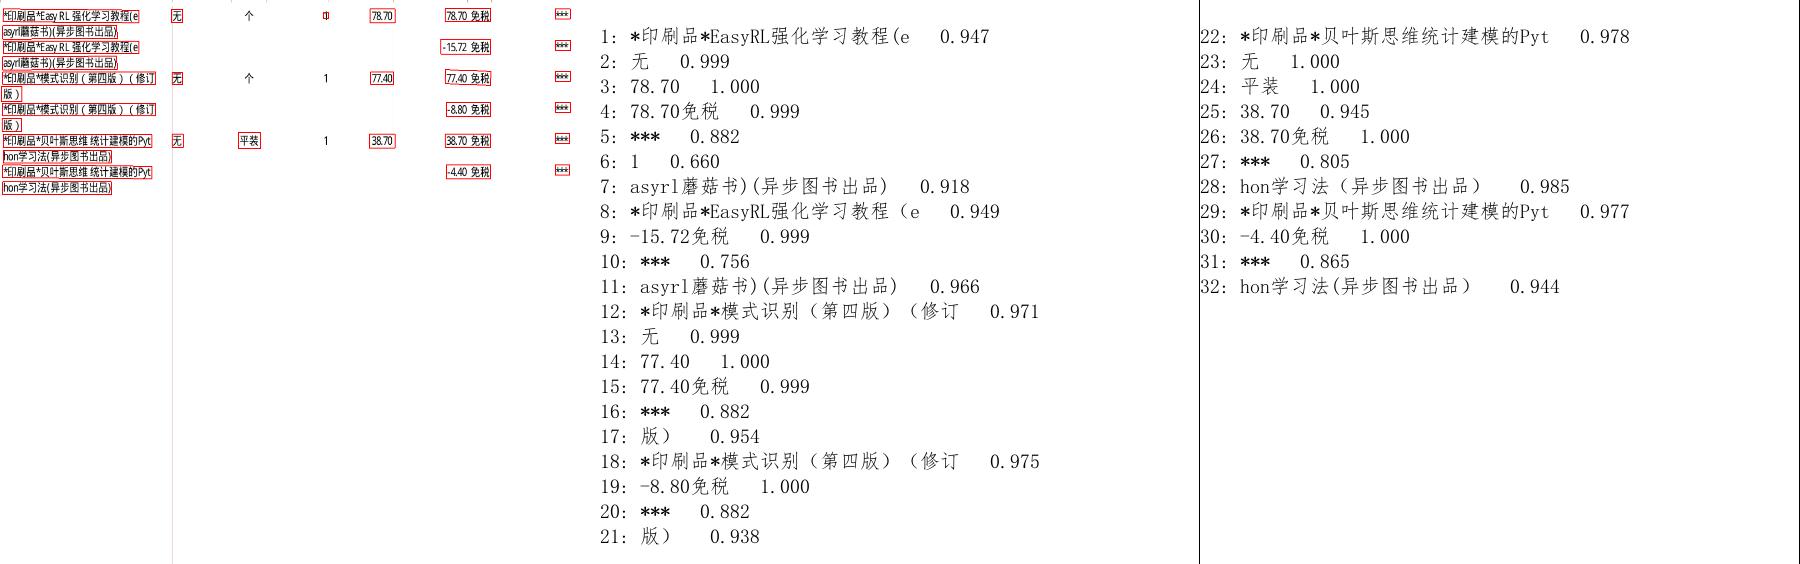 *印刷品*Easy RL 强化学习教程(e 无 个 1 78.70 78.70 免税 ***
asyrl蘑菇书)(异步图书出品)
*印刷品*Easy RL 强化学习教程(e -15.72 免税 ***
asyrl蘑菇书)(异步图书出品)
*印刷品*模式识别（第四版）（修订 无 个 1 77.40 77.40 免税 ***
版）
*印刷品*模式识别（第四版）（修订 -8.80 免税 ***
版）
*印刷品*贝叶斯思维 统计建模的Pyt 无 平装 1 38.70 38.70 免税 ***
hon学习法(异步图书出品)
*印刷品*贝叶斯思维 统计建模的Pyt -4.40 免税 ***
hon学习法(异步图书出品)
1: *印刷品*EasyRL强化学习教程(e 0.947
2: 无 0.999
3: 78.70 1.000
4: 78.70免税 0.999
5: *** 0.882
6: 1 0.660
7: asyrl蘑菇书)(异步图书出品) 0.918
8: *印刷品*EasyRL强化学习教程（e 0.949
9: -15.72免税 0.999
10: *** 0.756
11: asyrl蘑菇书)(异步图书出品) 0.966
12: *印刷品*模式识别（第四版）（修订 0.971
13: 无 0.999
14: 77.40 1.000
15: 77.40免税 0.999
16: *** 0.882
17: 版） 0.954
18: *印刷品*模式识别（第四版）（修订 0.975
19: -8.80免税 1.000
20: *** 0.882
21: 版） 0.938
22: *印刷品*贝叶斯思维统计建模的Pyt 0.978
23: 无 1.000
24: 平装 1.000
25: 38.70 0.945
26: 38.70免税 1.000
27: *** 0.805
28: hon学习法（异步图书出品） 0.985
29: *印刷品*贝叶斯思维统计建模的Pyt 0.977
30: -4.40免税 1.000
31: *** 0.865
32: hon学习法(异步图书出品） 0.944